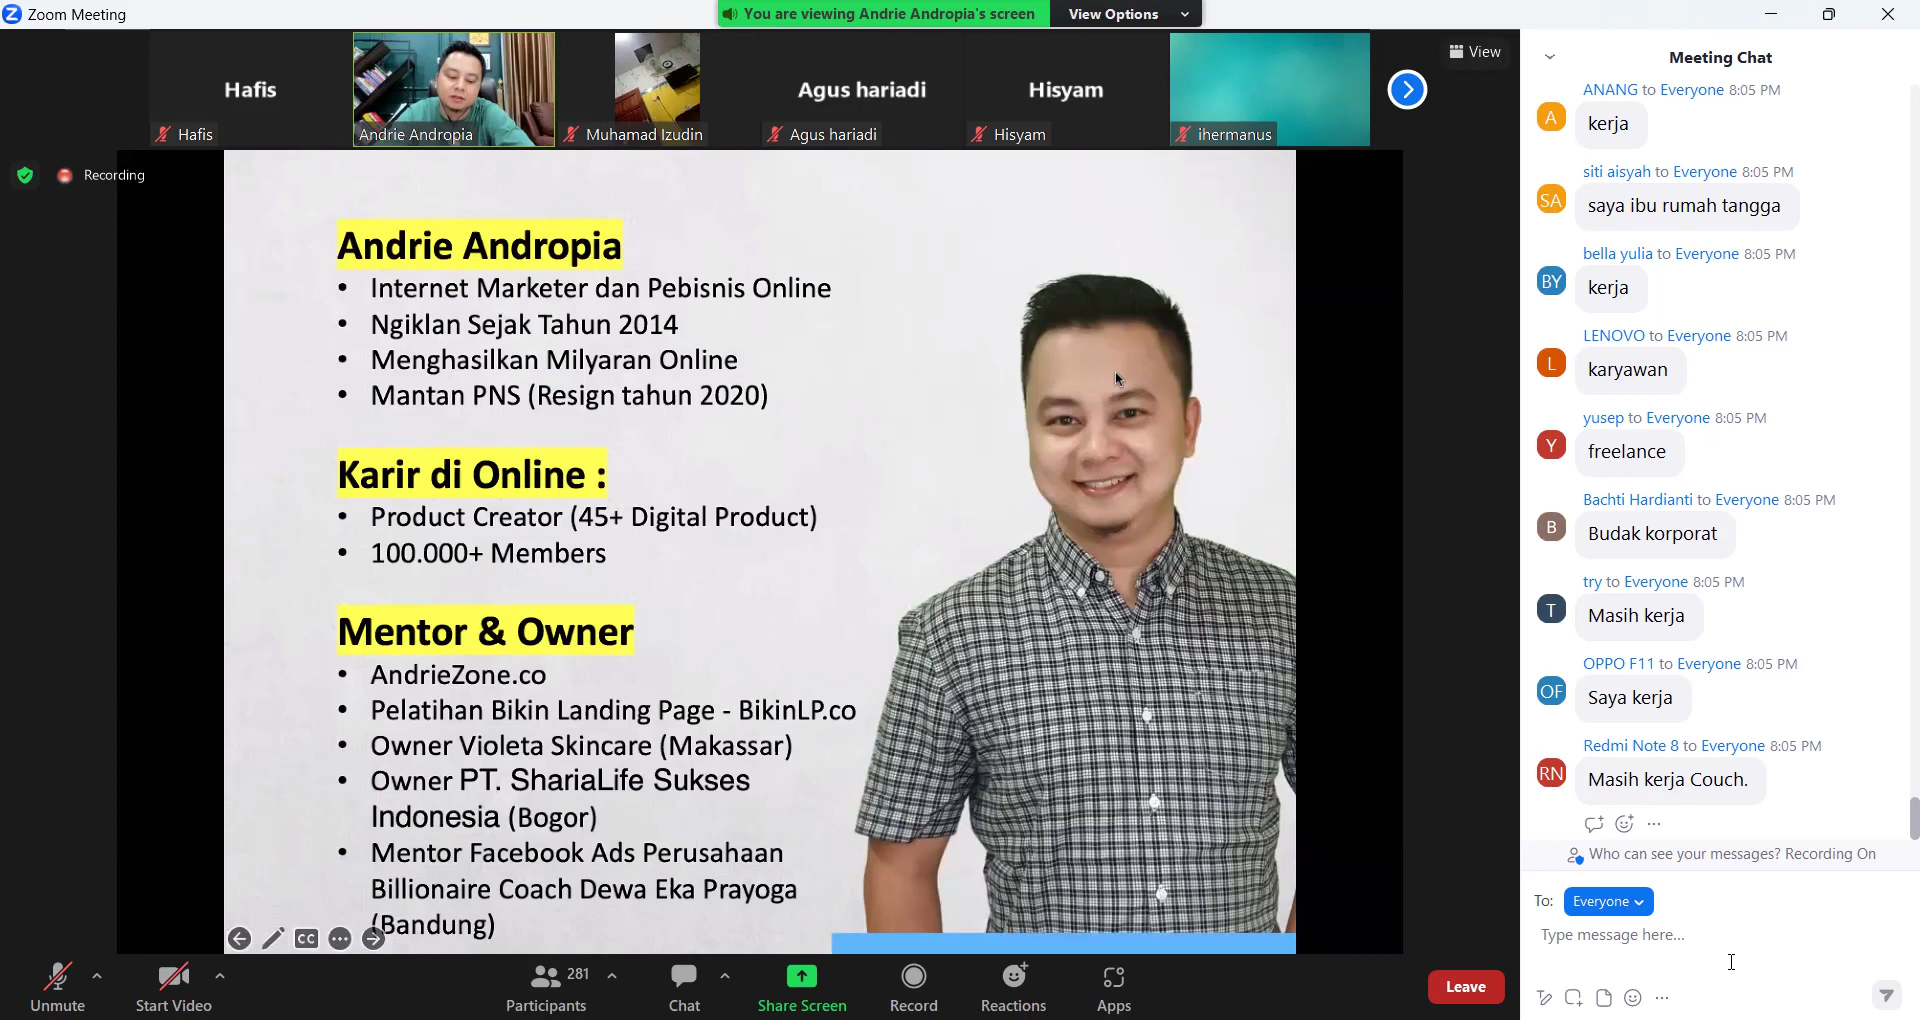 Zoom Meeting
You are viewing Andrie Andropia's screen
View Options
Hafis
Hafis
Andrie Andropia
Muhamad Izudin
Agus hariadi
Agus hariadi
Hisyam
Hisyam
ihermanus
View
Recording
Andrie Andropia
• Internet Marketer dan Pebisnis Online
• Ngiklan Sejak Tahun 2014
• Menghasilkan Milyaran Online
• Mantan PNS (Resign tahun 2020)
Karir di Online :
• Product Creator (45+ Digital Product)
• 100.000+ Members
Mentor & Owner
• AndrieZone.co
• Pelatihan Bikin Landing Page - BikinLP.co
• Owner Violeta Skincare (Makassar)
• Owner PT. ShariaLife Sukses
Indonesia (Bogor)
• Mentor Facebook Ads Perusahaan
Billionaire Coach Dewa Eka Prayoga
(Bandung)
CC
Meeting Chat
ANANG to Everyone 8:05 PM
A
kerja
siti aisyah to Everyone 8:05 PM
SA
saya ibu rumah tangga
bella yulia to Everyone 8:05 PM
BY
kerja
LENOVO to Everyone 8:05 PM
L
karyawan
yusep to Everyone 8:05 PM
Y
freelance
Bachti Hardianti to Everyone 8:05 PM
B
Budak korporat
try to Everyone 8:05 PM
T
Masih kerja
OPPO F11 to Everyone 8:05 PM
OF
Saya kerja
Redmi Note 8 to Everyone 8:05 PM
RN
Masih kerja Couch.
Who can see your messages? Recording On
To: Everyone
Type message here...
Unmute
Start Video
281
Participants
Chat
Share Screen
Record
Reactions
Apps
Leave